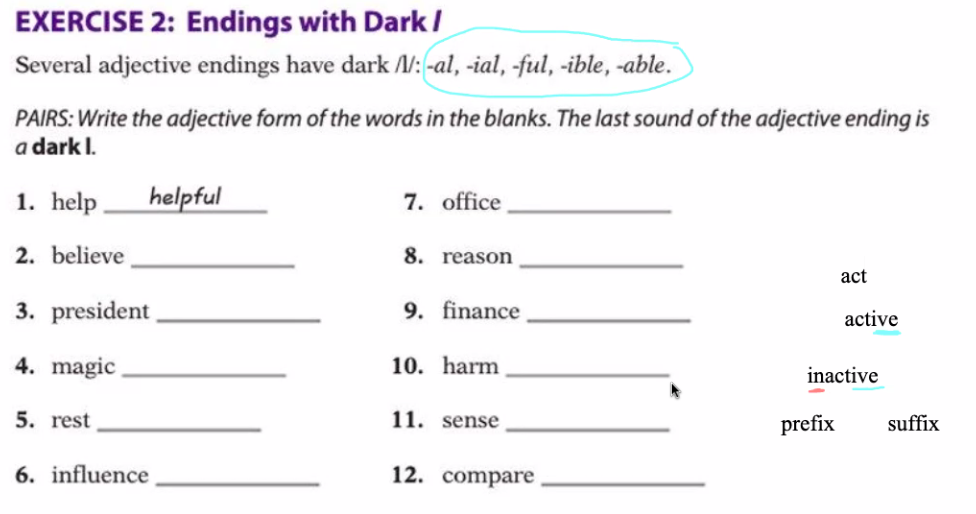 EXERCISE 2: Endings with Dark l
Several adjective endings have dark /l/: -al, -ial, -ful, -ible, -able.
PAIRS: Write the adjective form of the words in the blanks. The last sound of the adjective ending is
a dark l.
1. help helpful
2. believe
3. president
4. magic
5. rest
6. influence
7. office
8. reason
9. finance
10. harm
11. sense
12. compare
act
active
inactive
prefix suffix